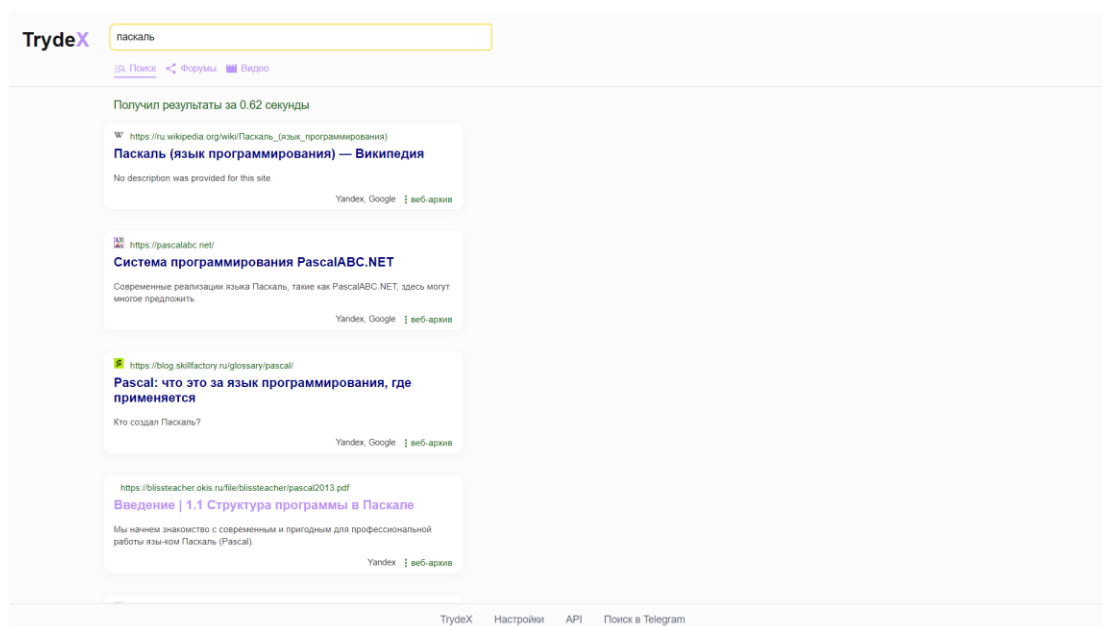 TrydeX
паскаль
Поиск Форумы Видео
Получил результаты за 0.62 секунды
https://ru.wikipedia.org/wiki/Паскаль_(язык_программирования)
Паскаль (язык программирования) — Википедия
No description was provided for this site.
Yandex, Google веб-архив
https://pascalabc.net/
Система программирования PascalABC.NET
Современные реализации языка Паскаль, такие как PascalABC.NET, здесь могут
многое предложить.
Yandex, Google веб-архив
https://blog.skillfactory.ru/glossary/pascal/
Pascal: что это за язык программирования, где
применяется
Кто создал Паскаль?
Yandex, Google веб-архив
https://blissteacher.okis.ru/file/blissteacher/pascal2013.pdf
Введение | 1.1 Структура программы в Паскале
Мы начнем знакомство с современным и пригодным для профессиональной
работы язы-ком Паскаль (Pascal).
Yandex веб-архив
TrydeX Настройки API Поиск в Telegram